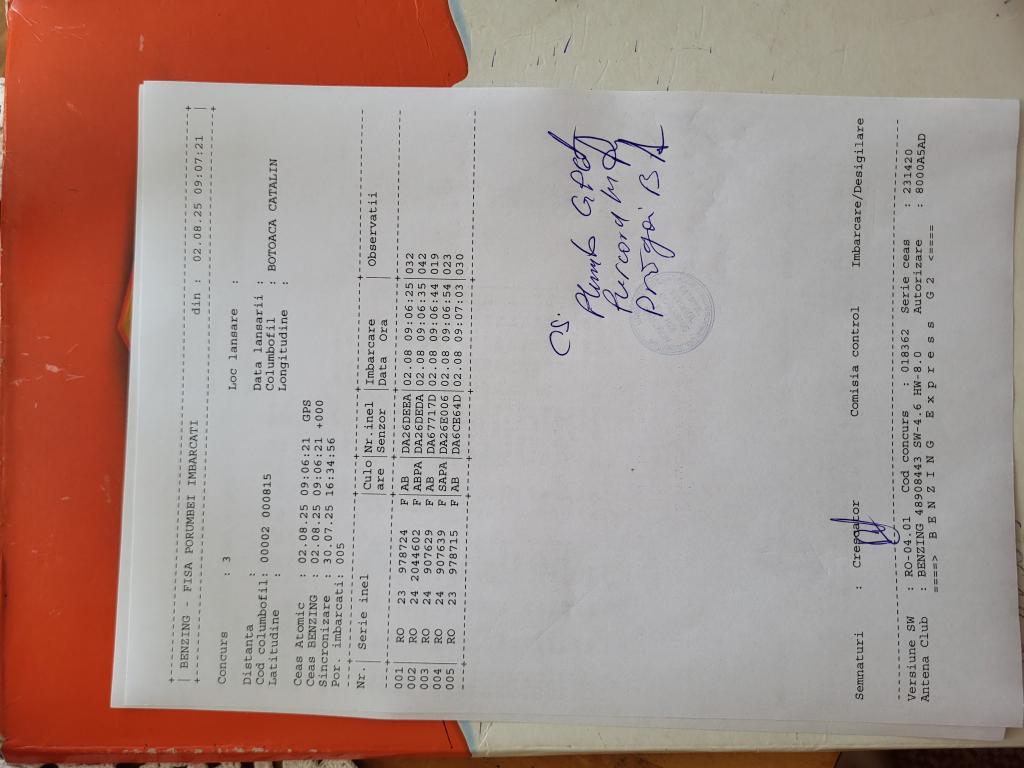 | BENZING - FISA PORUMBEI IMBARCATI din : 02.08.25 09:07:21 |
Concurs : 3 Loc lansare :
Distanta : Data lansarii :
Cod columbofil: 00002 000815 Columbofil : BOTOACA CATALIN
Latitudine : Longitudine :
Ceas Atomic : 02.08.25 09:06:21 GPS
Ceas BENZING : 02.08.25 09:06:21 +000
Sincronizare : 30.07.25 16:34:56
Por. imbarcati: 005
Nr | Serie inel |Culo|Nr.inel |Imbarcare | Observatii
| |are |Senzor |Data Ora |
001| RO 23 978724 F|AB |DA26DEEA|02.08 09:06:25|032
002| RO 24 2044602 F|ABPA|DA26DEDA|02.08 09:06:35|042
003| RO 24 907629 F|AB |DA67717D|02.08 09:06:44|019
004| RO 24 907639 F|SAPA|DA26E006|02.08 09:06:54|023
005| RO 23 978715 F|AB |DA6CE64D|02.08 09:07:03|030
Semnaturi : Crescator Comisia control Imbarcare/Desigilare
Versiune SW : RO-04.01 Cod concurs : 018362 Serie ceas : 231420
Antena Club : BENZING 48908443 SW-4.6 HW-8.0 Autorizare : 8000A5AD
====> B E N Z I N G E x p r e s s G 2 <====